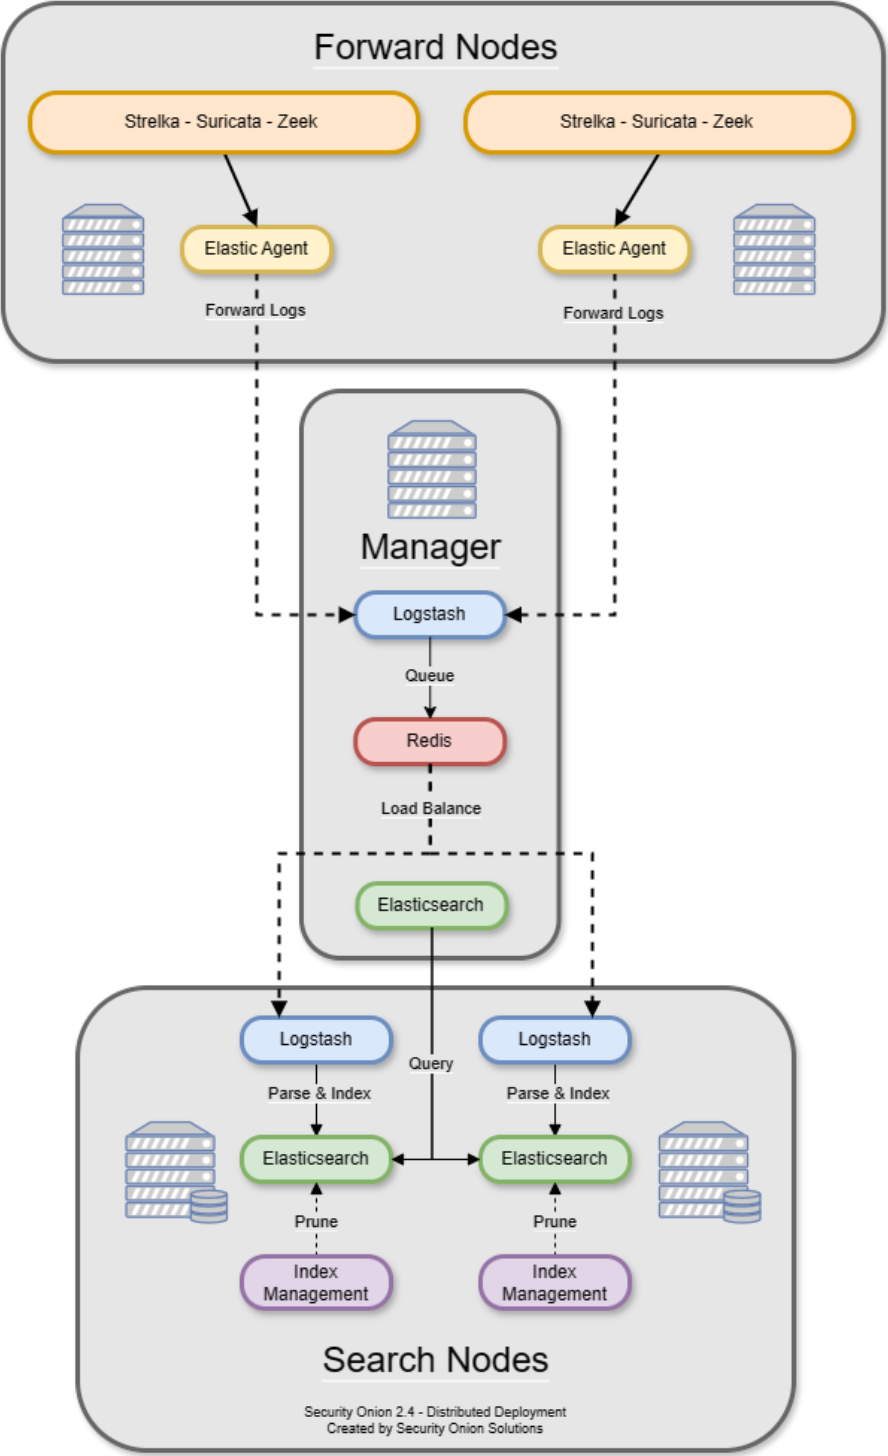 Forward Nodes
Strelka - Suricata - Zeek
Strelka - Suricata - Zeek
Elastic Agent
Elastic Agent
Forward Logs
Forward Logs
Manager
Logstash
Queue
Redis
Load Balance
Elasticsearch
Logstash
Logstash
Query
Parse & Index
Parse & Index
Elasticsearch
Elasticsearch
Prune
Prune
Index
Management
Index
Management
Search Nodes
Security Onion 2.4 - Distributed Deployment
Created by Security Onion Solutions